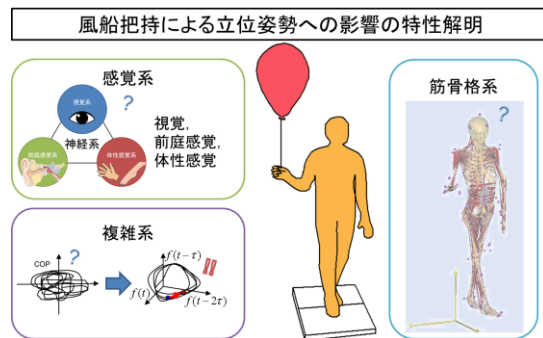 風船把持による立位姿勢への影響の特性解明
感覚系
視覚系
?
神経系
前庭感覚系
体性感覚系
視覚,
前庭感覚,
体性感覚
複雑系
COP
?
f(t−τ)
f(t)
f(t−2τ)
!!
筋骨格系
?